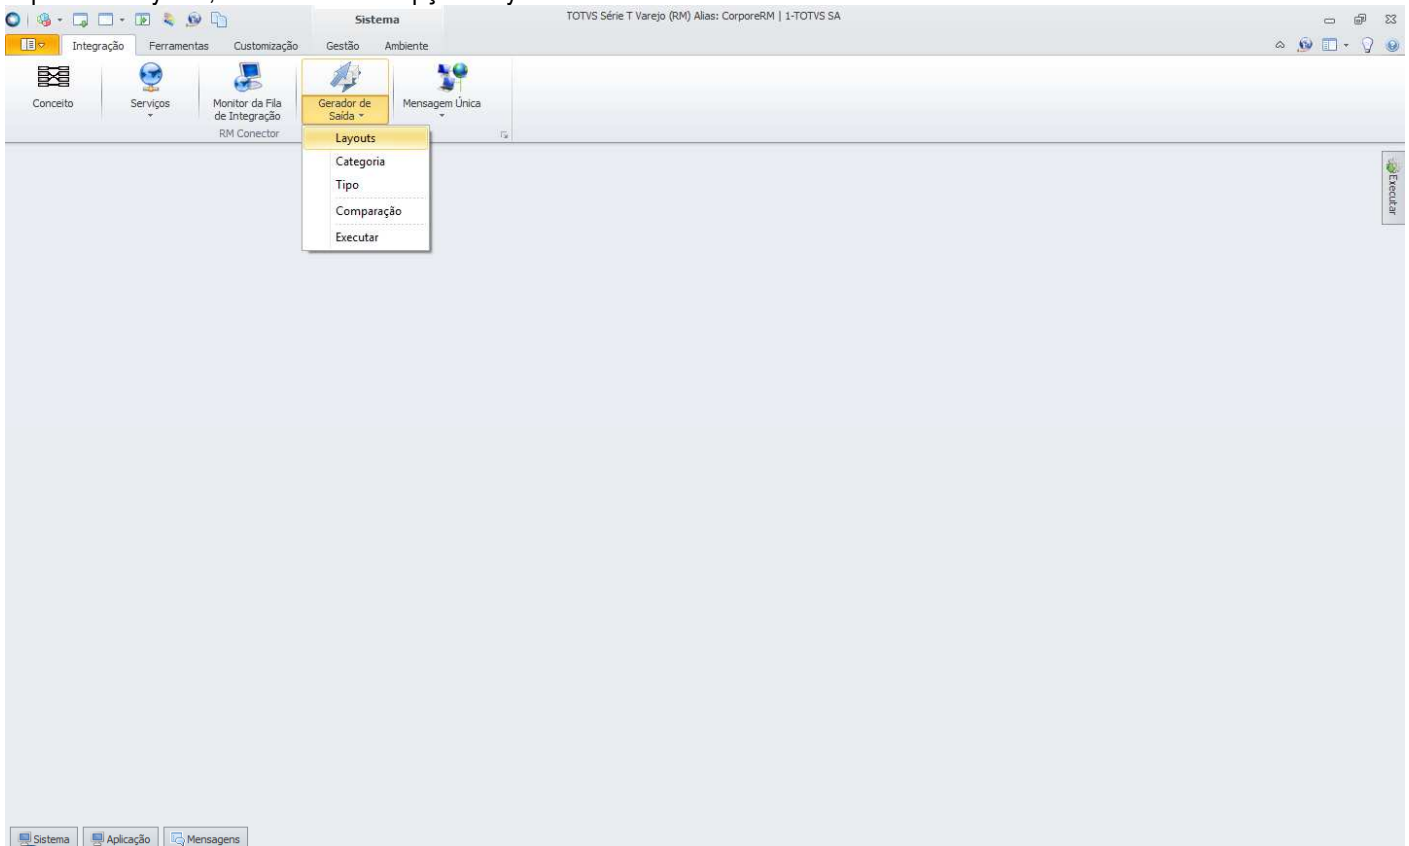 Sistema
TOTVS Série T Varejo (RM) Alias: CorporeRM | 1-TOTVS SA
Integração Ferramentas Customização Gestão Ambiente
Conceito
Serviços
Monitor da Fila
de Integração
Gerador de
Saída
Mensagem Única
RM Conector
Layouts
Categoria
Tipo
Comparação
Executar
Executar
Sistema Aplicação Mensagens